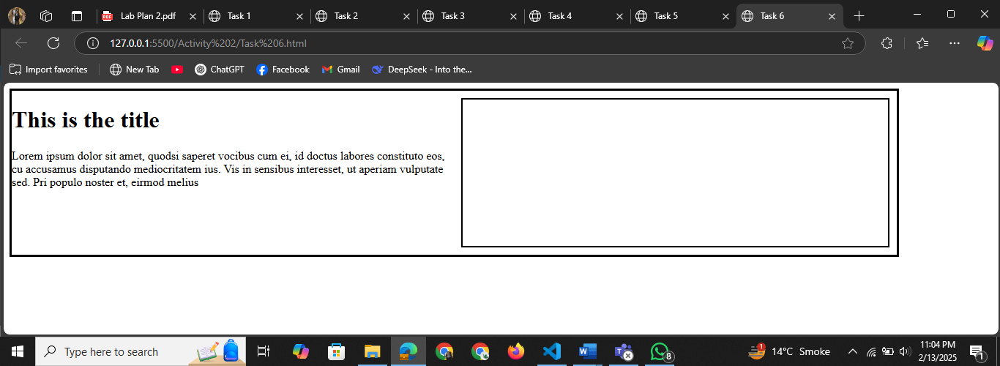 Lab Plan 2.pdf
Task 1
Task 2
Task 3
Task 4
Task 5
Task 6
127.0.0.1:5500/Activity%202/Task%206.html
Import favorites
New Tab
ChatGPT
Facebook
Gmail
DeepSeek - Into the...
This is the title
Lorem ipsum dolor sit amet, quodsi saperet vocibus cum ei, id doctus labores constituto eos,
cu accusamus disputando mediocritatem ius. Vis in sensibus interesset, ut aperiam vulputate
sed. Pri populo noster et, eirmod melius
Type here to search
1
14°C Smoke
11:04 PM
2/13/2025
8
1